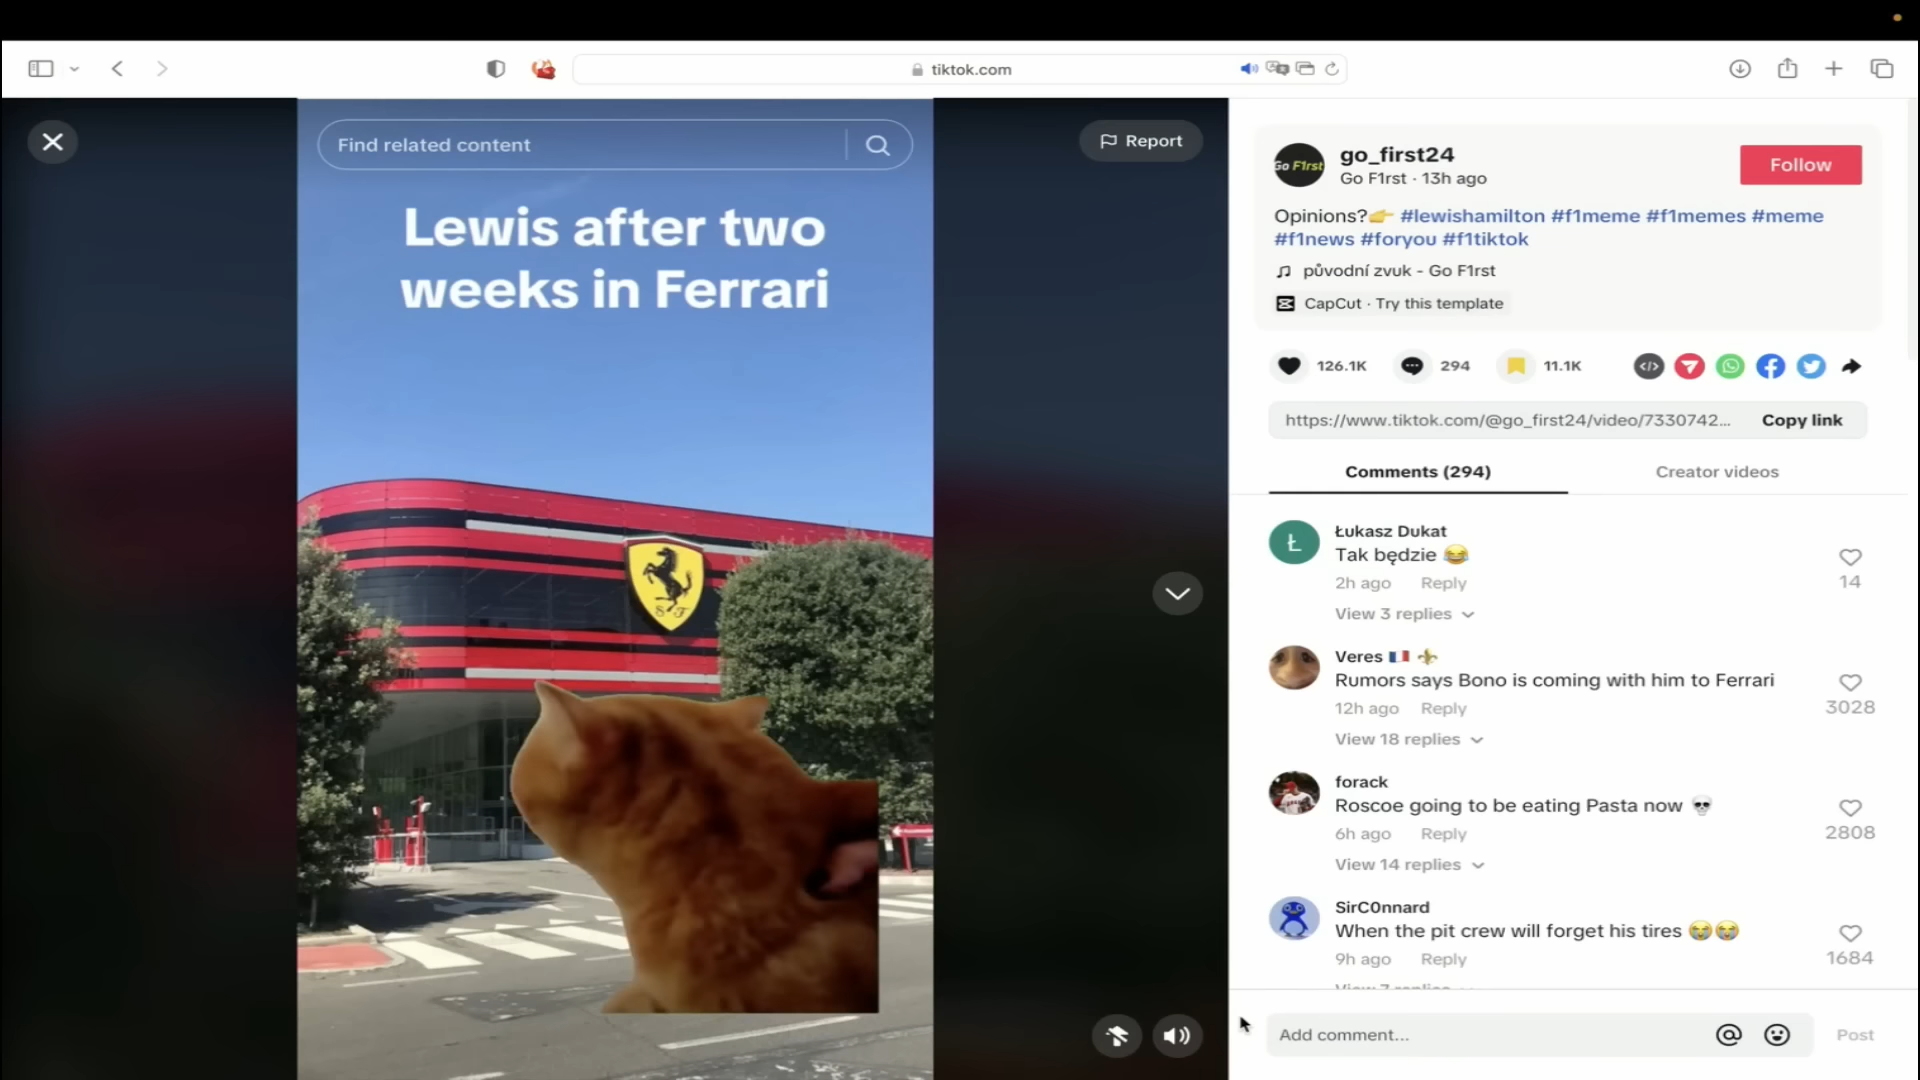 tiktok.com
Find related content
Report
Lewis after two
weeks in Ferrari
S F
Go F1rst
go_first24
Go F1rst · 13h ago
Follow
Opinions?👉 #lewishamilton #f1meme #f1memes #meme
#f1news #foryou #f1tiktok
původní zvuk - Go F1rst
CapCut · Try this template
126.1K
294
11.1K
https://www.tiktok.com/@go_first24/video/7330742...
Copy link
Comments (294)
Creator videos
Ł
Łukasz Dukat
Tak będzie 😂
2h ago Reply
14
View 3 replies
Veres 🇫🇷 ⚜️
Rumors says Bono is coming with him to Ferrari
12h ago Reply
3028
View 18 replies
forack
Roscoe going to be eating Pasta now 💀
6h ago Reply
2808
View 14 replies
SirC0nnard
When the pit crew will forget his tires 😭😭
9h ago Reply
1684
View 7 replies
Add comment...
Post